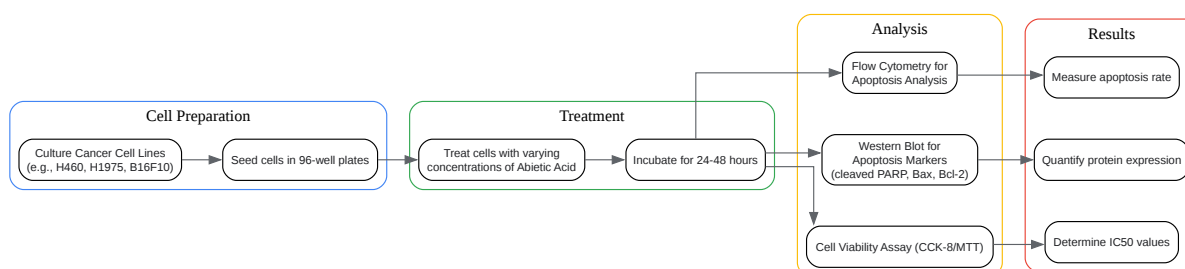 Cell Preparation
Culture Cancer Cell Lines
(e.g., H460, H1975, B16F10)
Seed cells in 96-well plates
Treatment
Treat cells with varying
concentrations of Abietic Acid
Incubate for 24-48 hours
Analysis
Flow Cytometry for
Apoptosis Analysis
Western Blot for
Apoptosis Markers
(cleaved PARP, Bax, Bcl-2)
Cell Viability Assay (CCK-8/MTT)
Results
Measure apoptosis rate
Quantify protein expression
Determine IC50 values